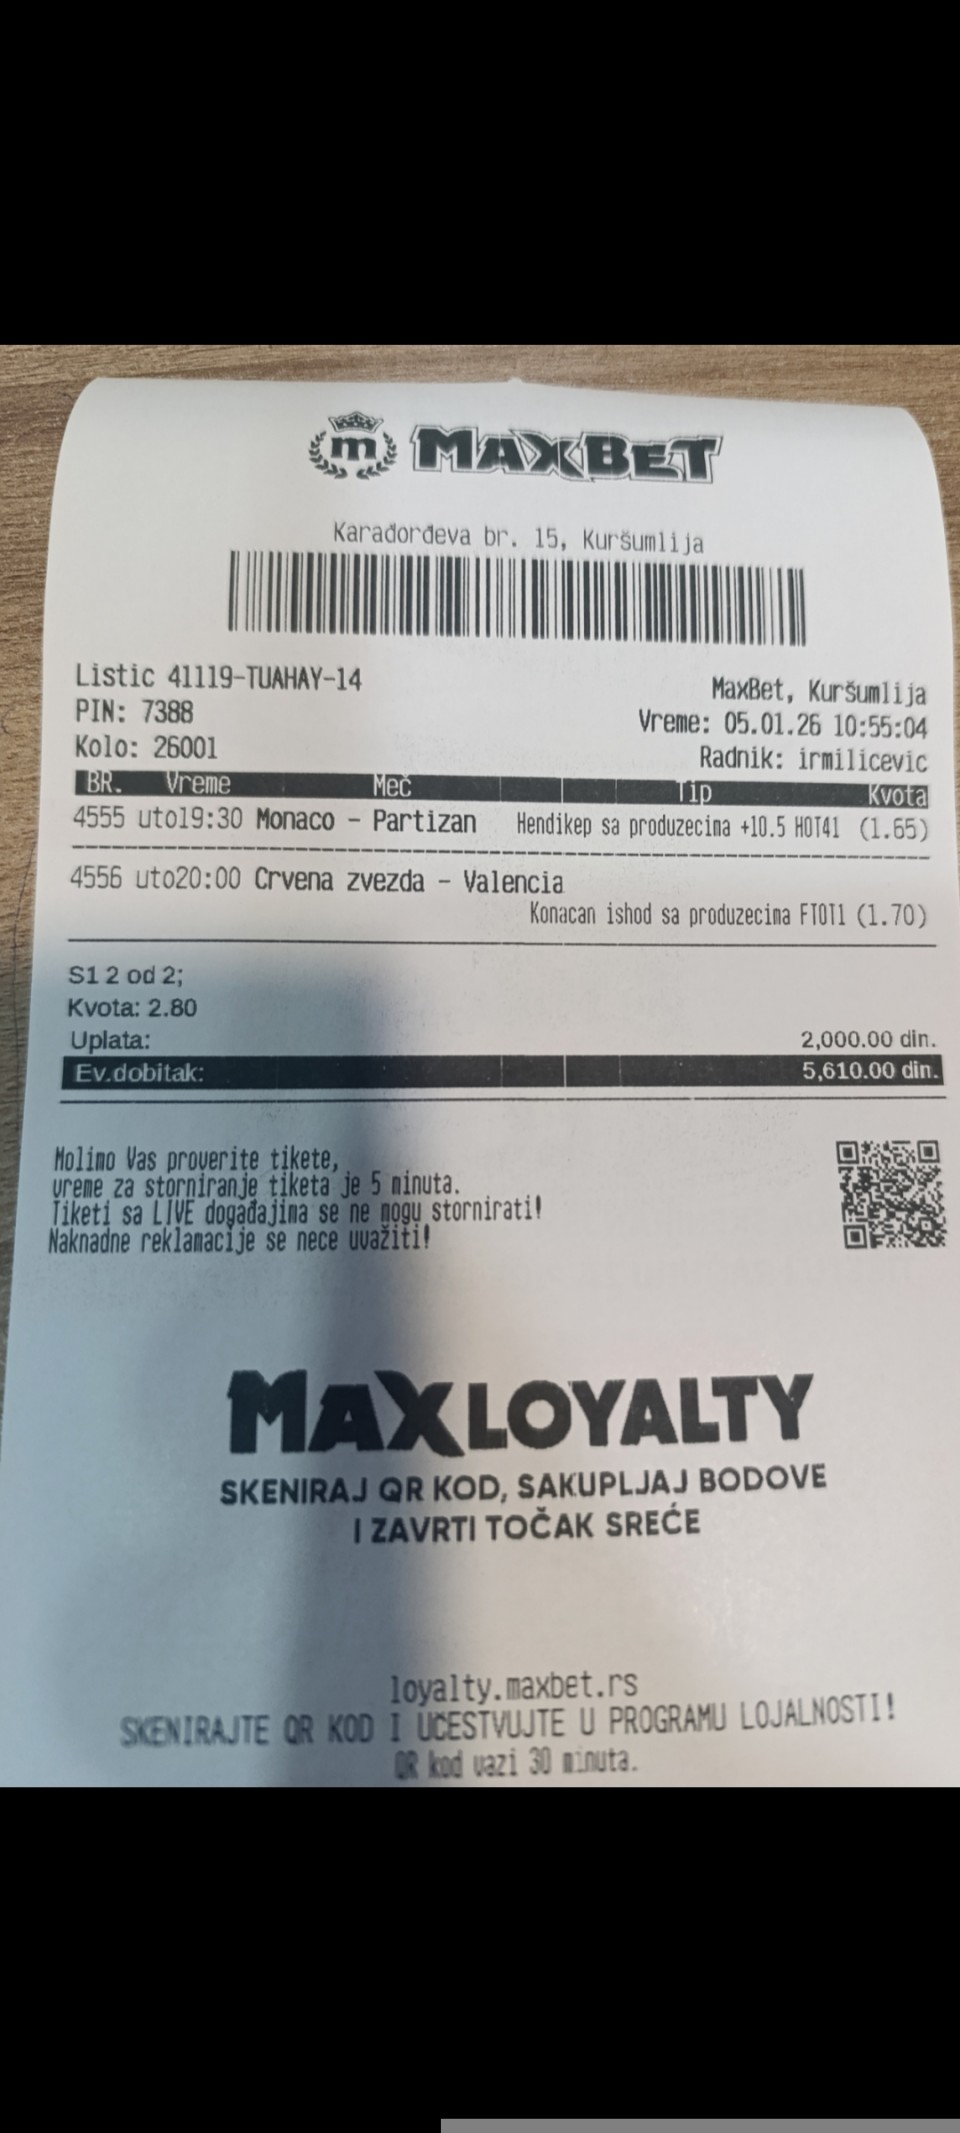 m MAXBET
Karađorđeva br. 15, Kuršumlija
Listic 41119-TUAHAY-14
PIN: 7388
Kolo: 26001
MaxBet, Kuršumlija
Vreme: 05.01.26 10:55:04
Radnik: irmilicevic
BR. Vreme Meč Tip Kvota
4555 uto19:30 Monaco - Partizan Hendikep sa produzecima +10.5 HOT41 (1.65)
4556 uto20:00 Crvena zvezda - Valencia
Konacan ishod sa produzecima FTOT1 (1.70)
S1 2 od 2;
Kvota: 2.80
Uplata: 2,000.00 din.
Ev.dobitak: 5,610.00 din.
Molimo Vas proverite tikete,
vreme za storniranje tiketa je 5 minuta.
Tiketi sa LIVE događajima se ne mogu stornirati!
Naknadne reklamacije se nece uvažiti!
MAXLOYALTY
SKENIRAJ QR KOD, SAKUPLJAJ BODOVE
I ZAVRTI TOČAK SREĆE
loyalty.maxbet.rs
SKENIRAJTE QR KOD I UČESTVUJTE U PROGRAMU LOJALNOSTI!
QR kod vazi 30 minuta.